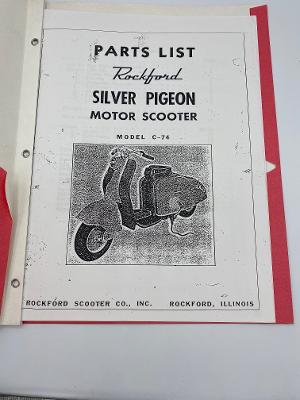 PARTS LIST
Rockford
SILVER PIGEON
MOTOR SCOOTER
MODEL C-74
ROCKFORD SCOOTER CO., INC. ROCKFORD, ILLINOIS